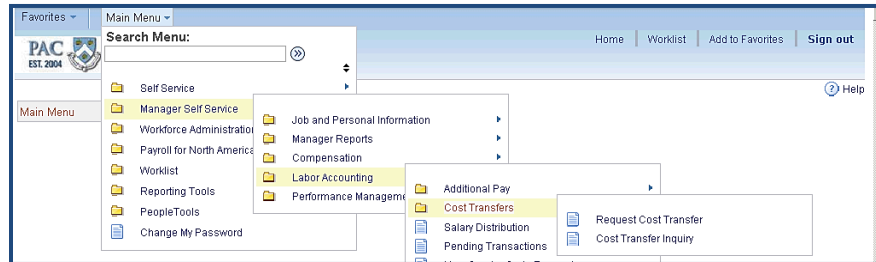 Favorites
Main Menu
Search Menu:
PAC
EST. 2004
Home
Worklist
Add to Favorites
Sign out
Help
Main Menu
Self Service
Manager Self Service
Workforce Administration
Payroll for North America
Worklist
Reporting Tools
PeopleTools
Change My Password
Job and Personal Information
Manager Reports
Compensation
Labor Accounting
Performance Manageme
Additional Pay
Cost Transfers
Salary Distribution
Pending Transactions
Request Cost Transfer
Cost Transfer Inquiry